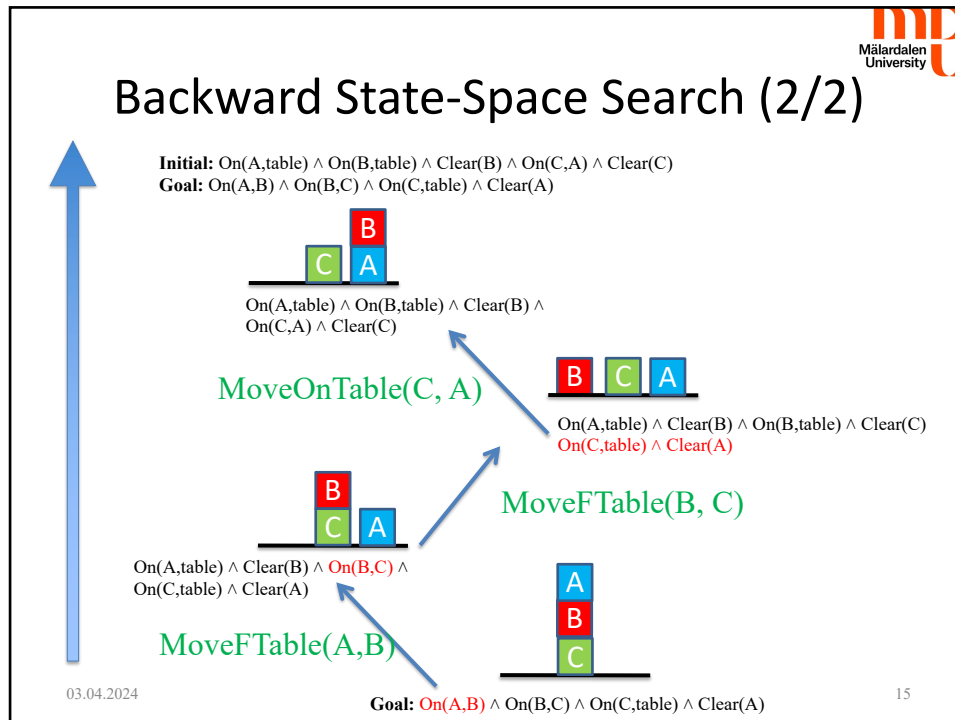 Mälardalen
University
Backward State-Space Search (2/2)
Initial: On(A,table) ˄ On(B,table) ˄ Clear(B) ˄ On(C,A) ˄ Clear(C)
Goal: On(A,B) ˄ On(B,C) ˄ On(C,table) ˄ Clear(A)
B
C A
On(A,table) ˄ On(B,table) ˄ Clear(B) ˄
On(C,A) ˄ Clear(C)
MoveOnTable(C, A)
B C A
On(A,table) ˄ Clear(B) ˄ On(B,table) ˄ Clear(C)
On(C,table) ˄ Clear(A)
MoveFTable(B, C)
B
C A
On(A,table) ˄ Clear(B) ˄ On(B,C) ˄
On(C,table) ˄ Clear(A)
MoveFTable(A,B)
A
B
C
Goal: On(A,B) ˄ On(B,C) ˄ On(C,table) ˄ Clear(A)
03.04.2024
15